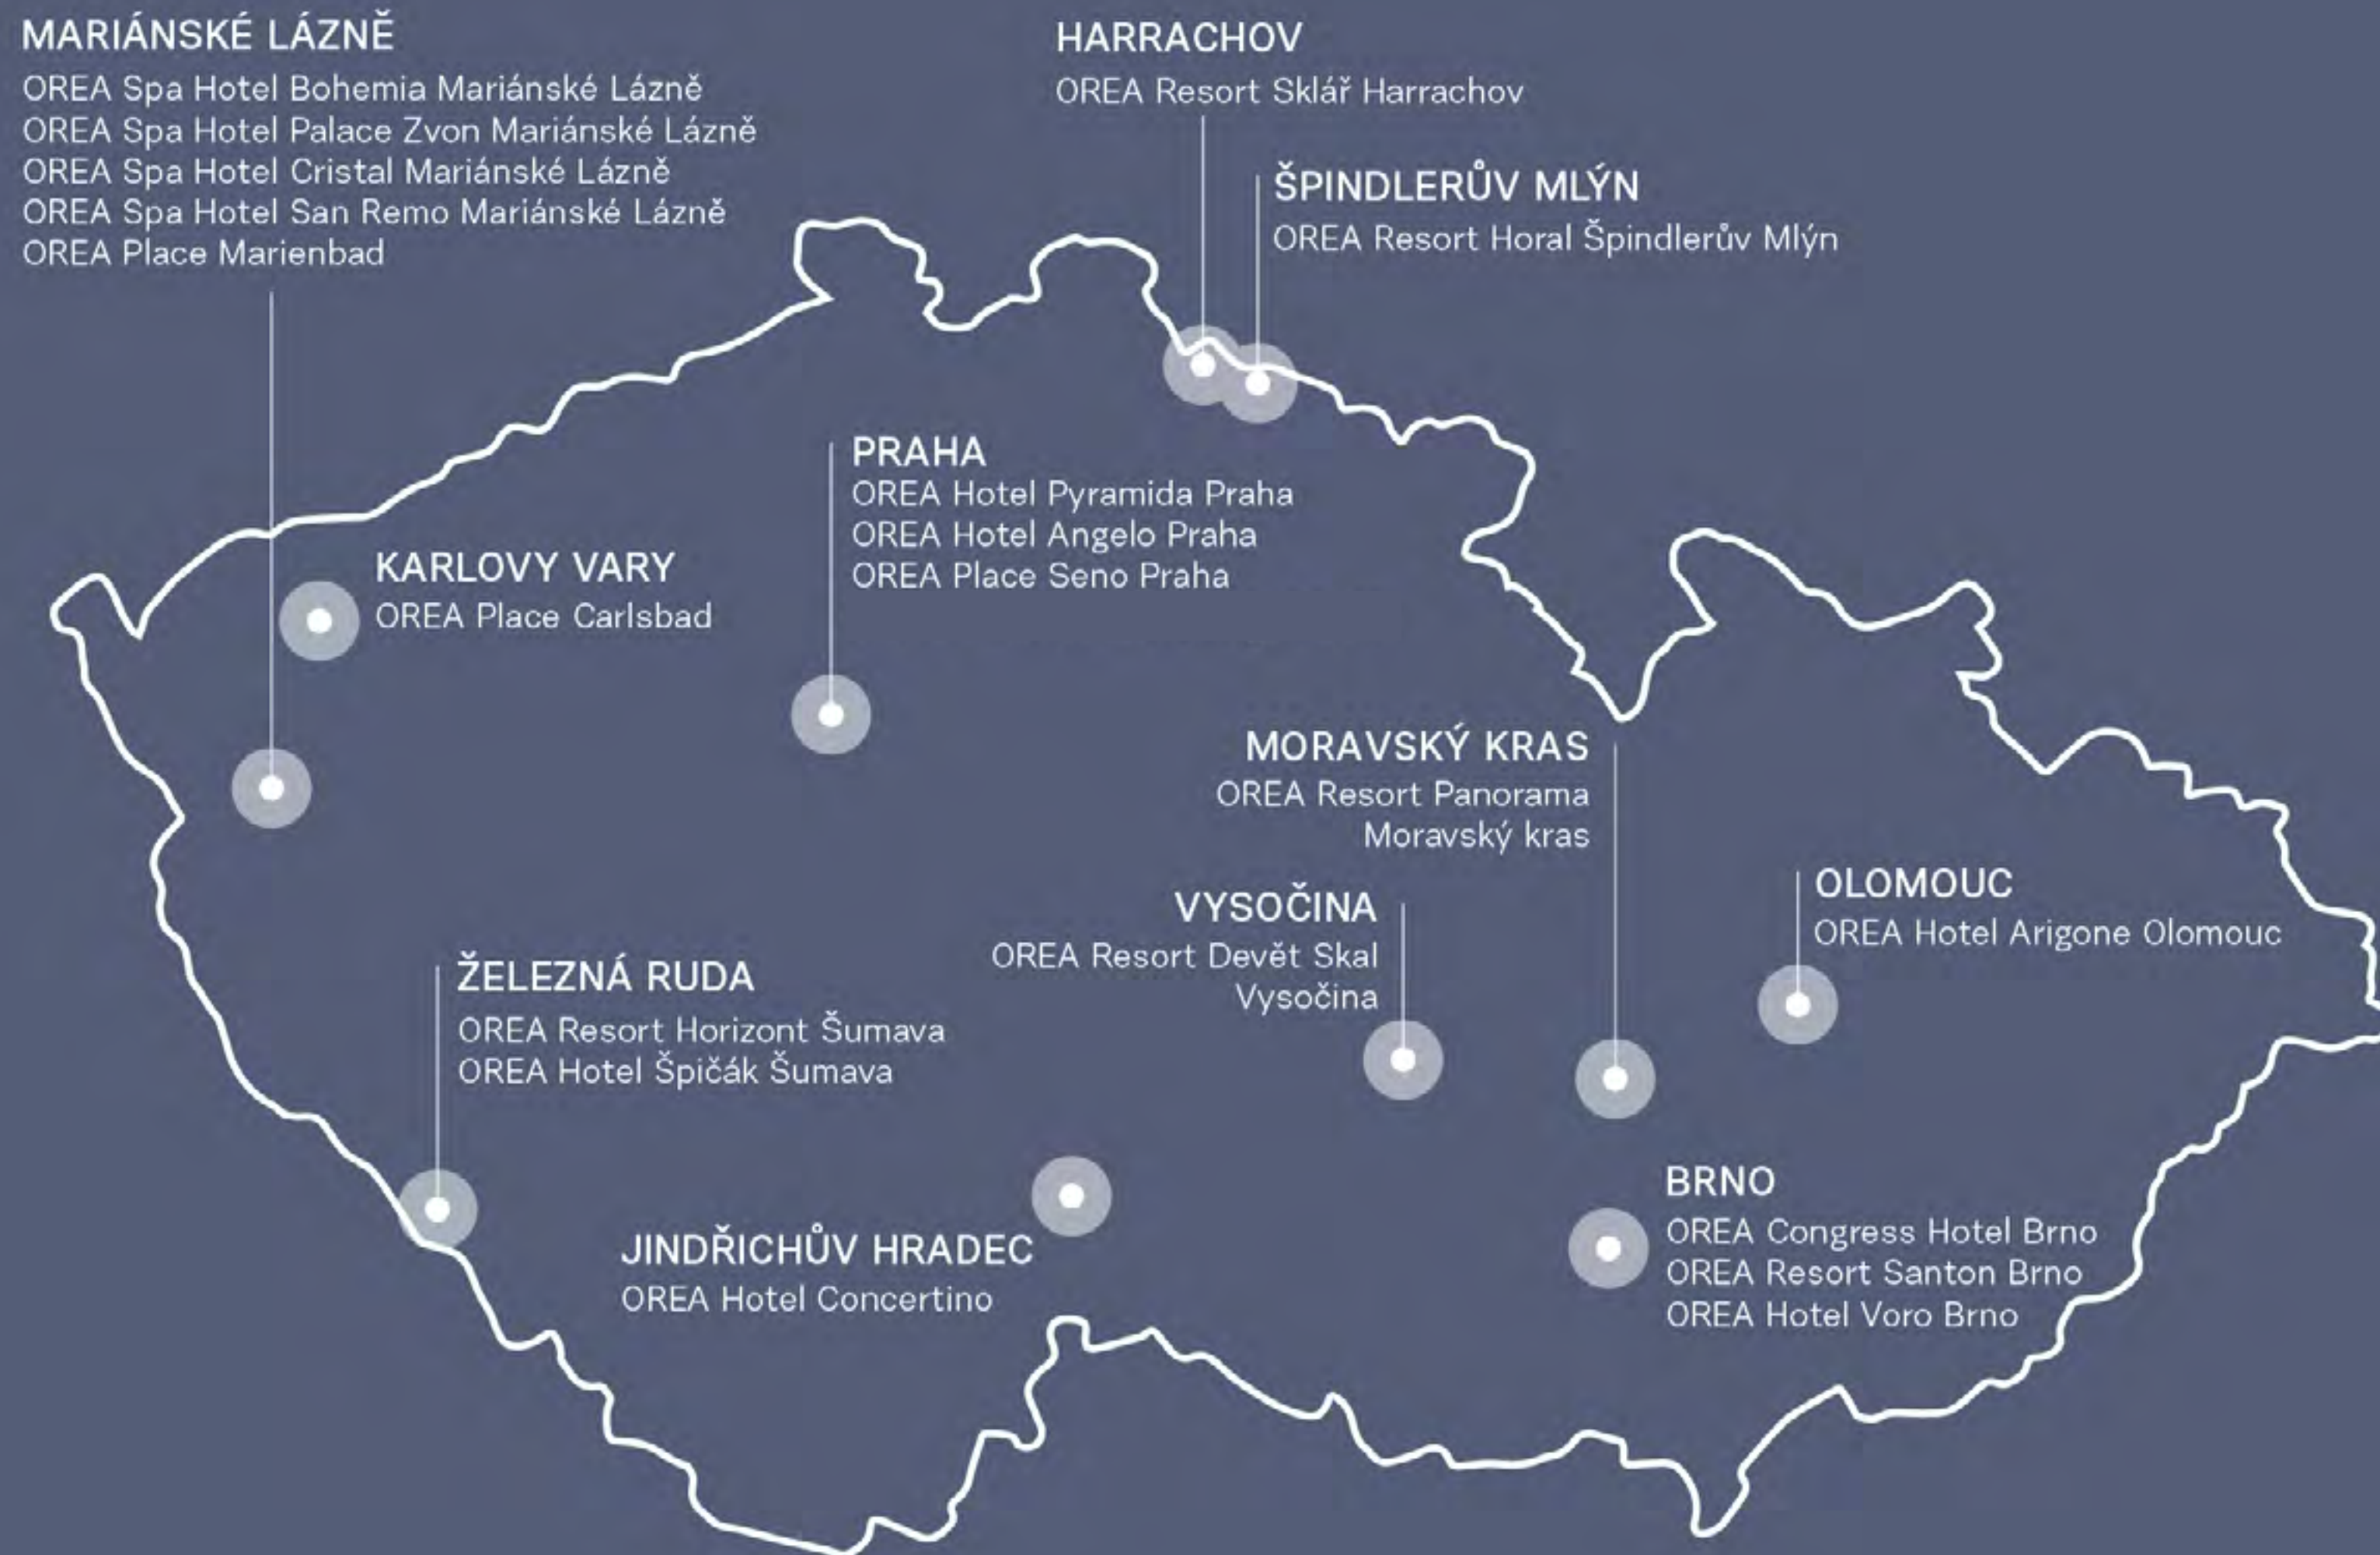 MARIÁNSKÉ LÁZNĚ
OREA Spa Hotel Bohemia Mariánské Lázně
OREA Spa Hotel Palace Zvon Mariánské Lázně
OREA Spa Hotel Cristal Mariánské Lázně
OREA Spa Hotel San Remo Mariánské Lázně
OREA Place Marienbad
HARRACHOV
OREA Resort Sklář Harrachov
ŠPINDLERŮV MLÝN
OREA Resort Horal Špindlerův Mlýn
PRAHA
OREA Hotel Pyramida Praha
OREA Hotel Angelo Praha
OREA Place Seno Praha
KARLOVY VARY
OREA Place Carlsbad
MORAVSKÝ KRAS
OREA Resort Panorama
Moravský kras
VYSOČINA
OREA Resort Devět Skal
Vysočina
OLOMOUC
OREA Hotel Arigone Olomouc
ŽELEZNÁ RUDA
OREA Resort Horizont Šumava
OREA Hotel Špičák Šumava
JINDŘICHŮV HRADEC
OREA Hotel Concertino
BRNO
OREA Congress Hotel Brno
OREA Resort Santon Brno
OREA Hotel Voro Brno